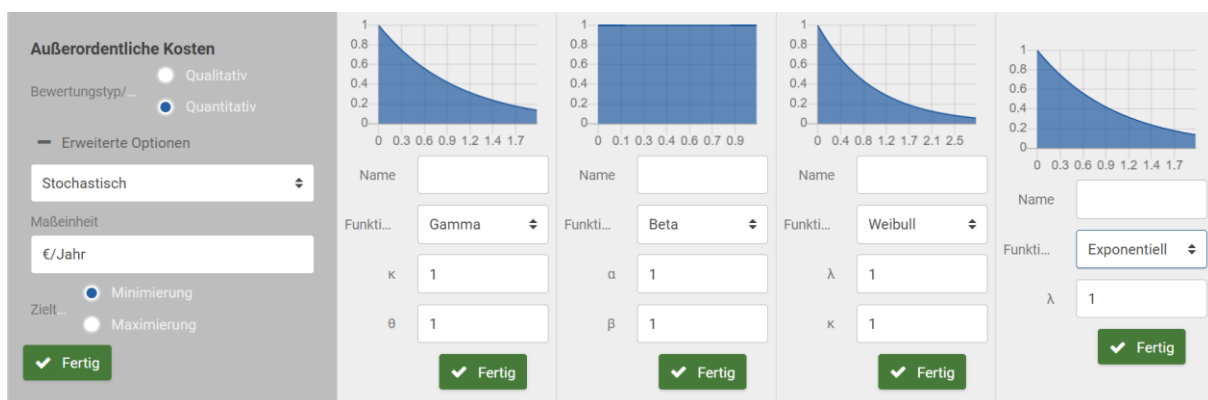 Außerordentliche Kosten
Qualitativ
Bewertungstyp/...
Quantitativ
Erweiterte Optionen
Stochastisch
Maßeinheit
€/Jahr
Minimierung
Zielt...
Maximierung
Fertig
1
0.8
0.6
0.4
0.2
0
0 0.3 0.6 0.9 1.2 1.4 1.7
Name
Funkti... Gamma
κ 1
θ 1
Fertig
1
0.8
0.6
0.4
0.2
0
0 0.1 0.3 0.4 0.6 0.7 0.9
Name
Funkti... Beta
α 1
β 1
Fertig
1
0.8
0.6
0.4
0.2
0
0 0.4 0.8 1.2 1.7 2.1 2.5
Name
Funkti... Weibull
λ 1
κ 1
Fertig
1
0.8
0.6
0.4
0.2
0
0 0.3 0.6 0.9 1.2 1.4 1.7
Name
Funkti... Exponentiell
λ 1
Fertig